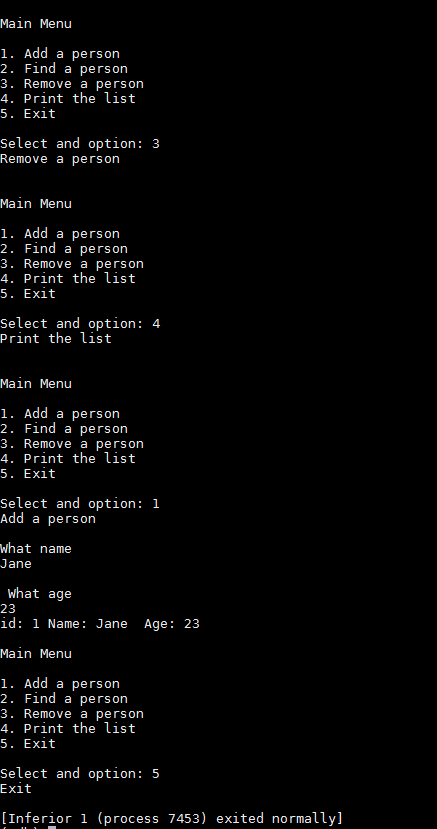 Main Menu
1. Add a person
2. Find a person
3. Remove a person
4. Print the list
5. Exit
Select and option: 3
Remove a person
Main Menu
1. Add a person
2. Find a person
3. Remove a person
4. Print the list
5. Exit
Select and option: 4
Print the list
Main Menu
1. Add a person
2. Find a person
3. Remove a person
4. Print the list
5. Exit
Select and option: 1
Add a person
What name
Jane
What age
23
id: 1 Name: Jane  Age: 23
Main Menu
1. Add a person
2. Find a person
3. Remove a person
4. Print the list
5. Exit
Select and option: 5
Exit
[Inferior 1 (process 7453) exited normally]